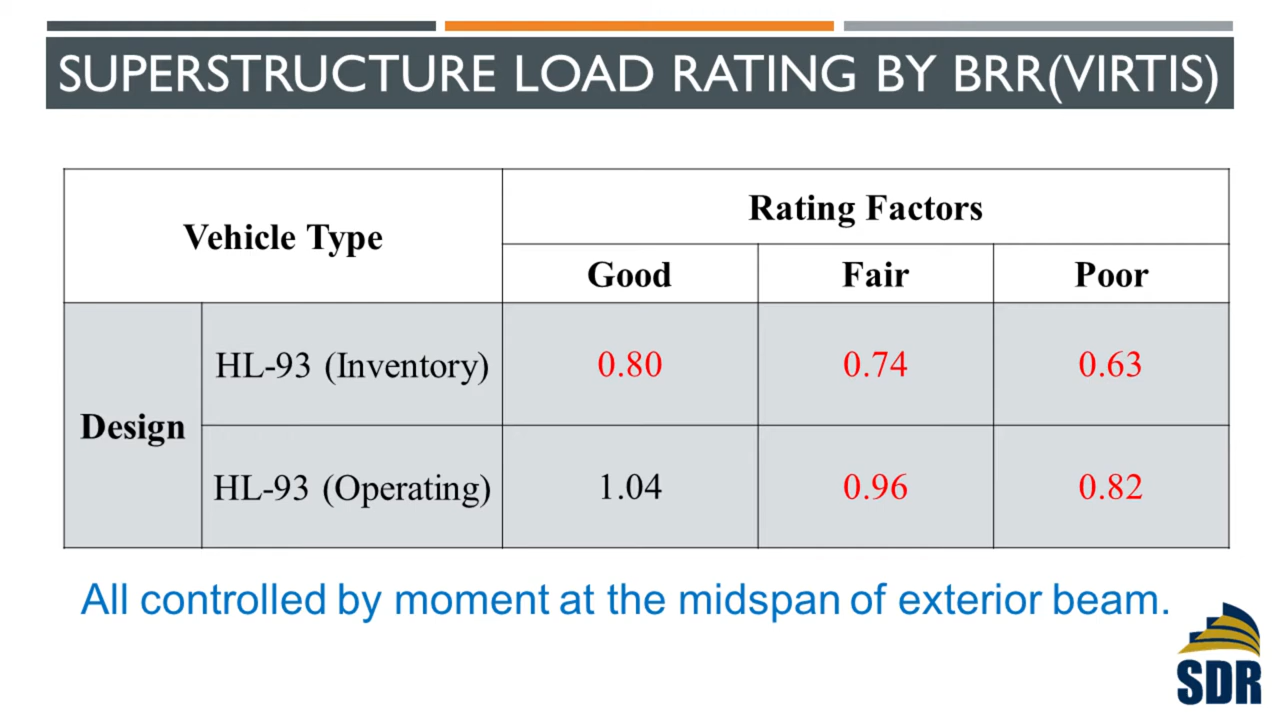 SUPERSTRUCTURE LOAD RATING BY BRR(VIRTIS)
Vehicle Type
Rating Factors
Good Fair Poor
Design
HL-93 (Inventory) 0.80 0.74 0.63
HL-93 (Operating) 1.04 0.96 0.82
All controlled by moment at the midspan of exterior beam.
SDR